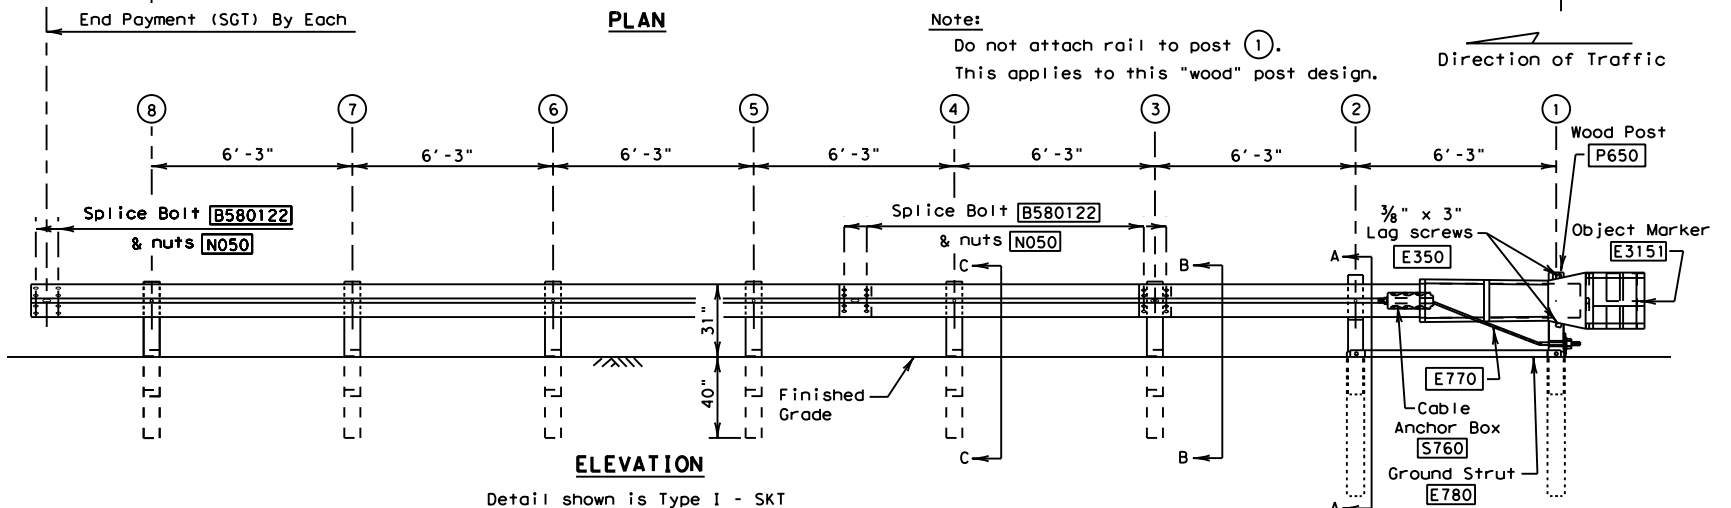 End Payment (SGT) By Each
PLAN
Note:
Do not attach rail to post 1.
This applies to this "wood" post design.
Direction of Traffic
8
7
6
5
4
3
2
1
Wood Post
P650
6'-3"
6'-3"
6'-3"
6'-3"
6'-3"
6'-3"
6'-3"
Splice Bolt B580122
& nuts N050
Splice Bolt B580122
& nuts N050
3/8" x 3"
Lag screws
E350
Object Marker
E3151
C
B
A
31"
40"
Finished
Grade
E770
Cable
Anchor Box
S760
Ground Strut
E780
C
B
A
ELEVATION
Detail shown is Type I - SKT